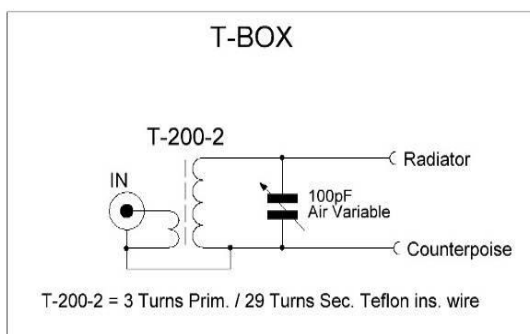 T-BOX
T-200-2
IN
Radiator
100pF
Air Variable
Counterpoise
T-200-2 = 3 Turns Prim. / 29 Turns Sec. Teflon ins. wire